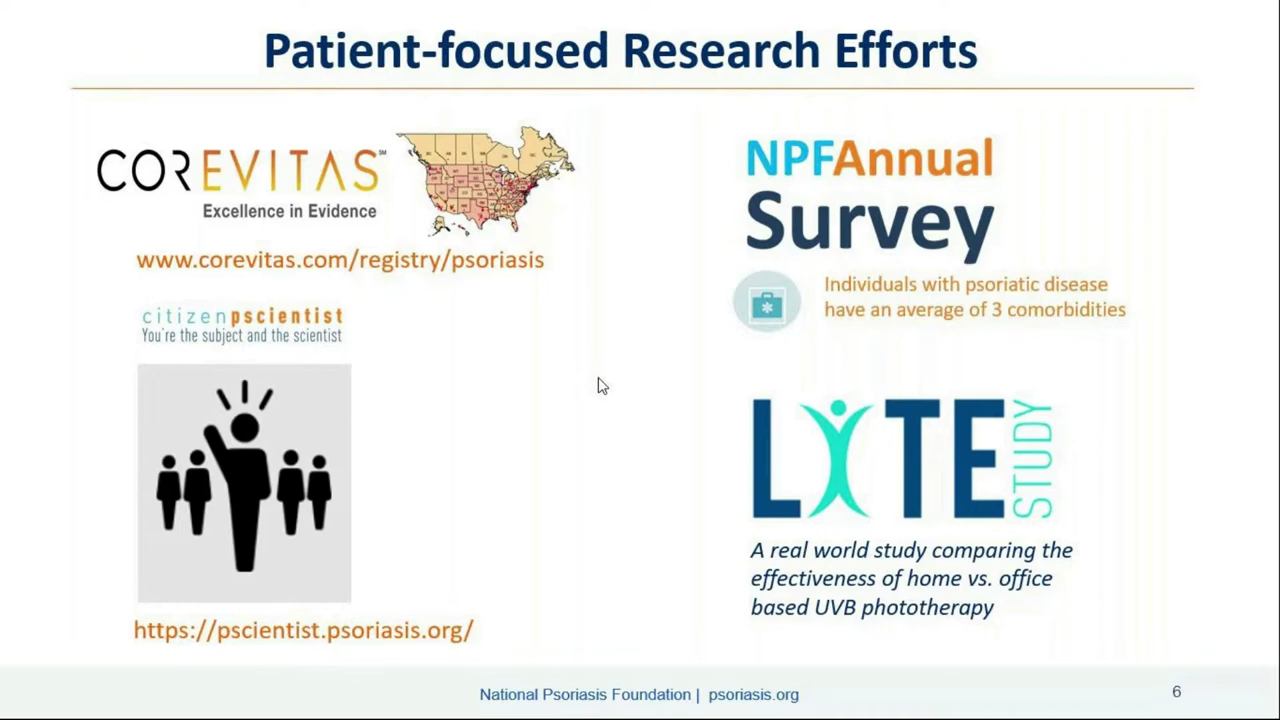 Patient-focused Research Efforts
COREVITAS℠
Excellence in Evidence
www.corevitas.com/registry/psoriasis
citizenpscientist
You're the subject and the scientist
https://pscientist.psoriasis.org/
NPFAnnual
Survey
Individuals with psoriatic disease
have an average of 3 comorbidities
LITE STUDY
A real world study comparing the
effectiveness of home vs. office
based UVB phototherapy
National Psoriasis Foundation | psoriasis.org
6